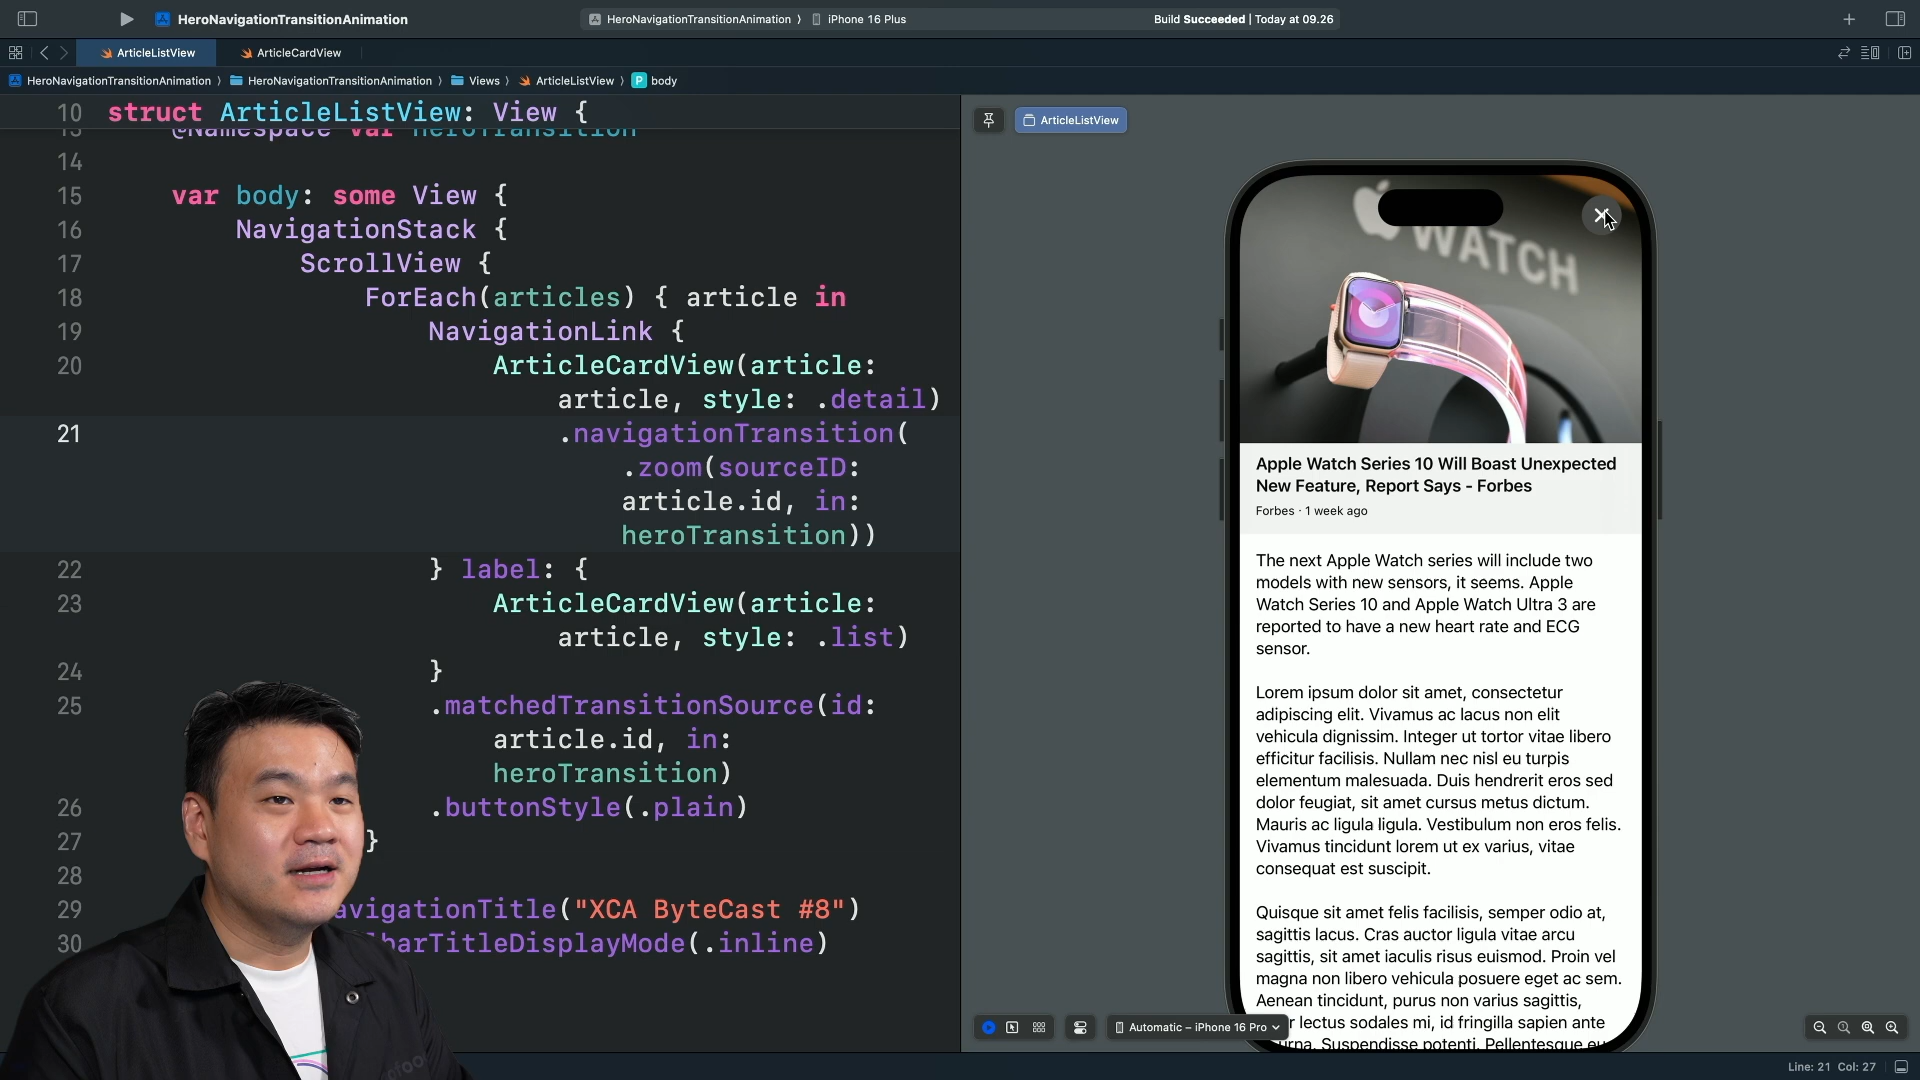 HeroNavigationTransitionAnimation
HeroNavigationTransitionAnimation 〉 iPhone 16 Plus
Build Succeeded | Today at 09.26
ArticleListView
ArticleCardView
HeroNavigationTransitionAnimation 〉 HeroNavigationTransitionAnimation 〉 Views 〉 ArticleListView 〉 P body
10 struct ArticleListView: View {
13 @Namespace var heroTransition
14
15 var body: some View {
16 NavigationStack {
17 ScrollView {
18 ForEach(articles) { article in
19 NavigationLink {
20 ArticleCardView(article:
article, style: .detail)
21 .navigationTransition(
.zoom(sourceID:
article.id, in:
heroTransition))
22 } label: {
23 ArticleCardView(article:
article, style: .list)
24 }
25 .matchedTransitionSource(id:
article.id, in:
heroTransition)
26 .buttonStyle(.plain)
27 }
28
29 avigationTitle("XCA ByteCast #8")
30 lbarTitleDisplayMode(.inline)
ArticleListView
WATCH
Apple Watch Series 10 Will Boast Unexpected
New Feature, Report Says - Forbes
Forbes · 1 week ago
The next Apple Watch series will include two
models with new sensors, it seems. Apple
Watch Series 10 and Apple Watch Ultra 3 are
reported to have a new heart rate and ECG
sensor.
Lorem ipsum dolor sit amet, consectetur
adipiscing elit. Vivamus ac lacus non elit
vehicula dignissim. Integer ut tortor vitae libero
efficitur facilisis. Nullam nec nisl eu turpis
elementum malesuada. Duis hendrerit eros sed
dolor feugiat, sit amet cursus metus dictum.
Mauris ac ligula ligula. Vestibulum non eros felis.
Vivamus tincidunt lorem ut ex varius, vitae
consequat est suscipit.
Quisque sit amet felis facilisis, semper odio at,
sagittis lacus. Cras auctor ligula vitae arcu
sagittis, sit amet iaculis risus euismod. Proin vel
magna non libero vehicula posuere eget ac sem.
Aenean tincidunt, purus non varius sagittis,
r lectus sodales mi, id fringilla sapien ante
urna. Suspendisse potenti. Pellentesque eu
Automatic – iPhone 16 Pro
Line: 21 Col: 27